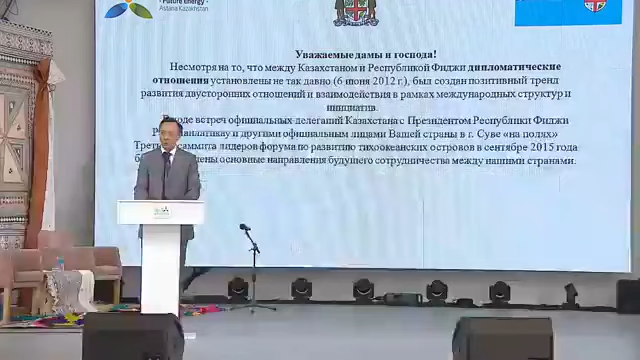 Future Energy
Astana Kazakhstan
Уважаемые дамы и господа!
Несмотря на то, что между Казахстаном и Республикой Фиджи дипломатические
отношения установлены не так давно (6 июня 2012 г.), был создан позитивный тренд
развития двусторонних отношений и взаимодействия в рамках международных структур и
инициатив.
ходе встреч официальных делегаций Казахстана с Президентом Республики Фиджи
и другими официальными лицами Вашей страны в г. Суве «на полях»
саммита лидеров форума по развитию тихоокеанских островов в сентябре 2015 года
основные направления будущего сотрудничества между нашими странами.